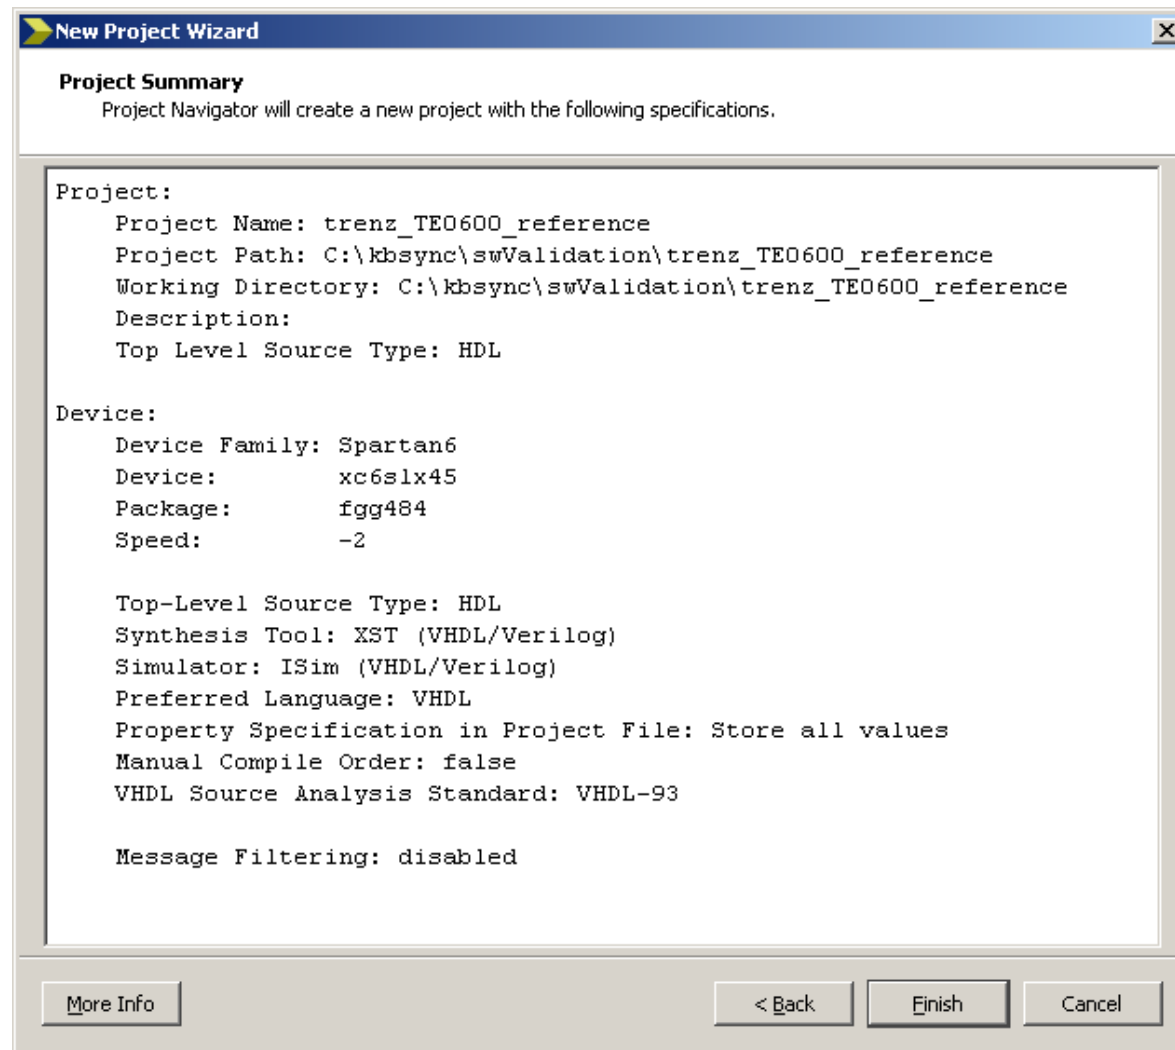 New Project Wizard
Project Summary
Project Navigator will create a new project with the following specifications.
Project:
Project Name: trenz_TE0600_reference
Project Path: C:\kbsync\swValidation\trenz_TE0600_reference
Working Directory: C:\kbsync\swValidation\trenz_TE0600_reference
Description:
Top Level Source Type: HDL
Device:
Device Family: Spartan6
Device: xc6slx45
Package: fgg484
Speed: -2
Top-Level Source Type: HDL
Synthesis Tool: XST (VHDL/Verilog)
Simulator: ISim (VHDL/Verilog)
Preferred Language: VHDL
Property Specification in Project File: Store all values
Manual Compile Order: false
VHDL Source Analysis Standard: VHDL-93
Message Filtering: disabled
More Info < Back Finish Cancel